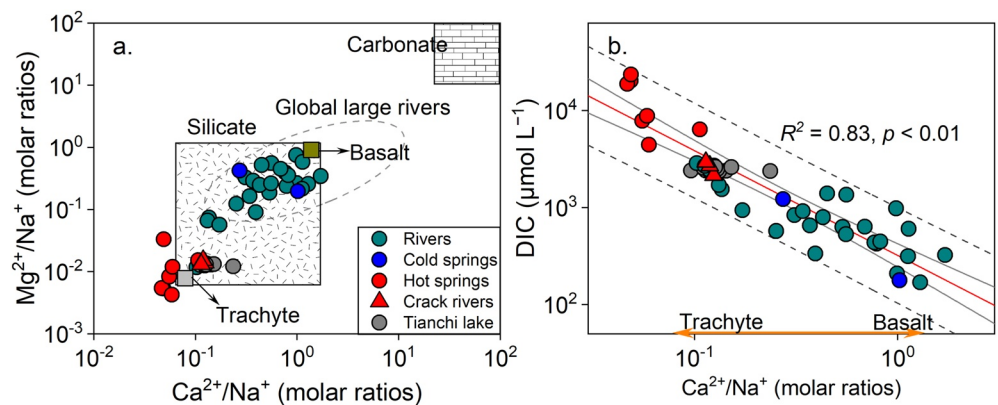 a.
Carbonate
Global large rivers
Silicate
Basalt
Trachyte
Rivers
Cold springs
Hot springs
Crack rivers
Tianchi lake
10²
10¹
10⁰
10⁻¹
10⁻²
10⁻³
Mg²⁺/Na⁺ (molar ratios)
10⁻² 10⁻¹ 10⁰ 10¹ 10²
Ca²⁺/Na⁺ (molar ratios)
b.
R² = 0.83, p < 0.01
10⁴
10³
10²
DIC (μmol L⁻¹)
Trachyte Basalt
10⁻¹ 10⁰
Ca²⁺/Na⁺ (molar ratios)